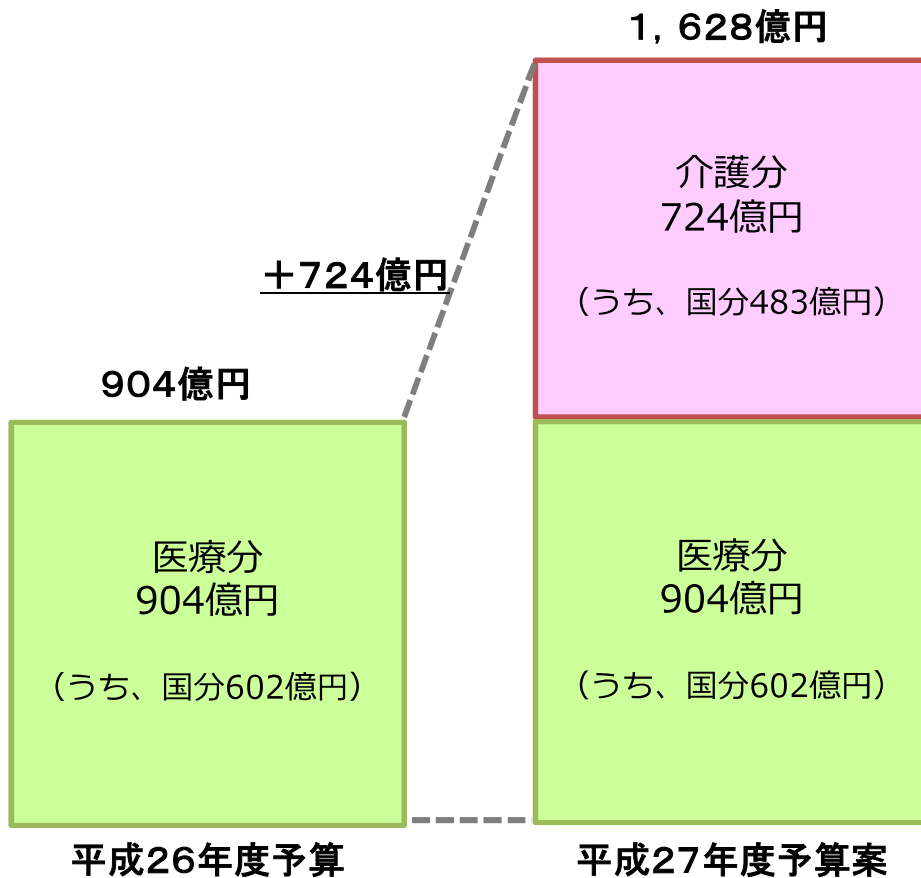 1，628億円
介護分
724億円
（うち、国分483億円）
＋724億円
904億円
医療分
904億円
（うち、国分602億円）
医療分
904億円
（うち、国分602億円）
平成26年度予算
平成27年度予算案